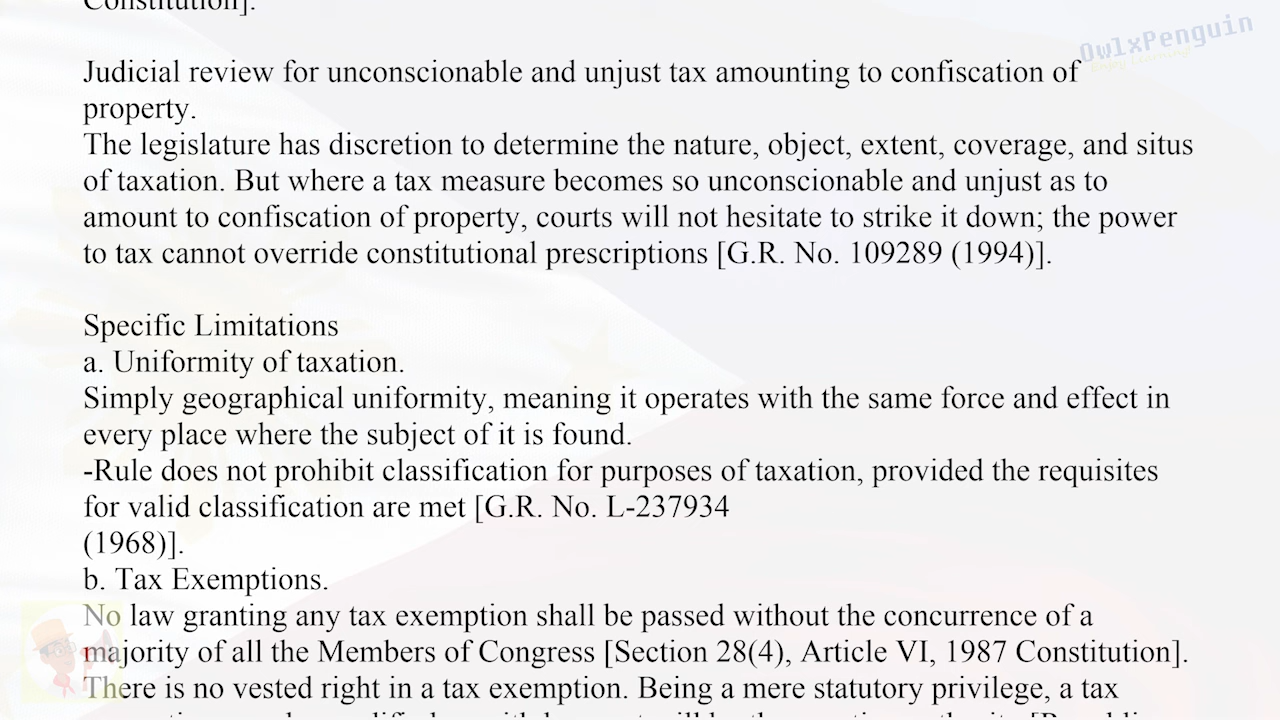 Constitution].
OwlxPenguin
Enjoy Learning!
Judicial review for unconscionable and unjust tax amounting to confiscation of
property.
The legislature has discretion to determine the nature, object, extent, coverage, and situs
of taxation. But where a tax measure becomes so unconscionable and unjust as to
amount to confiscation of property, courts will not hesitate to strike it down; the power
to tax cannot override constitutional prescriptions [G.R. No. 109289 (1994)].
Specific Limitations
a. Uniformity of taxation.
Simply geographical uniformity, meaning it operates with the same force and effect in
every place where the subject of it is found.
-Rule does not prohibit classification for purposes of taxation, provided the requisites
for valid classification are met [G.R. No. L-237934
(1968)].
b. Tax Exemptions.
No law granting any tax exemption shall be passed without the concurrence of a
majority of all the Members of Congress [Section 28(4), Article VI, 1987 Constitution].
There is no vested right in a tax exemption. Being a mere statutory privilege, a tax